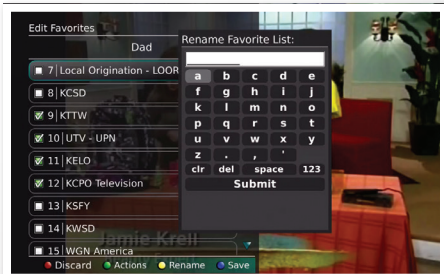 Edit Favorites
Dad
7 Local Origination - LOOR
8 KCSD
9 KTTW
10 UTV - UPN
11 KELO
12 KCPO Television
13 KSFY
14 KWSD
15 WGN America
Rename Favorite List:
a b c d e
f g h i j
k l m n o
p q r s t
u v w x y
z . , '
clr del space 123
Submit
Jamie Krell
Discard Actions Rename Save